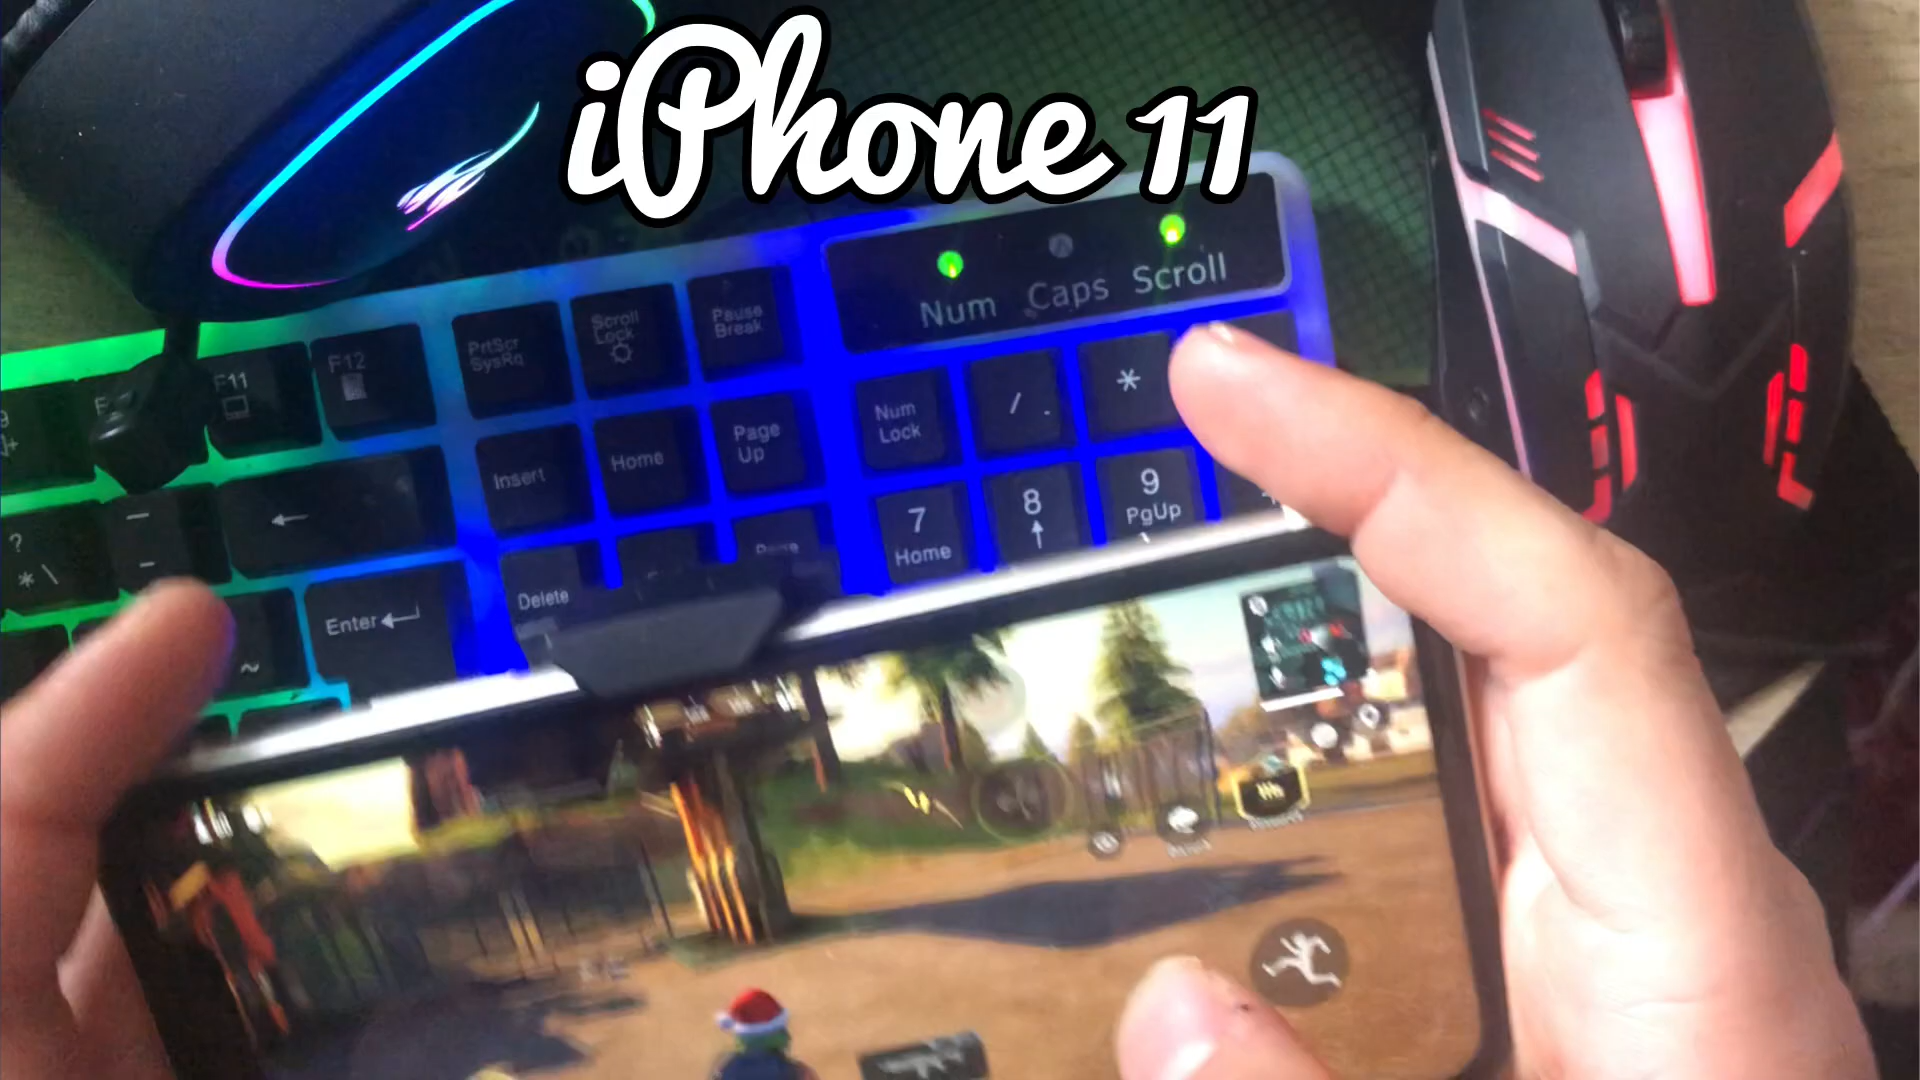 iPhone 11
Num Caps Scroll
PrtScr
SysRq
Scroll
Lock
Pause
Break
F11
F12
Insert
Home
Page
Up
Num
Lock
/
*
7
Home
8
↑
9
PgUp
?
* \
—
–
←
Enter
~
Delete